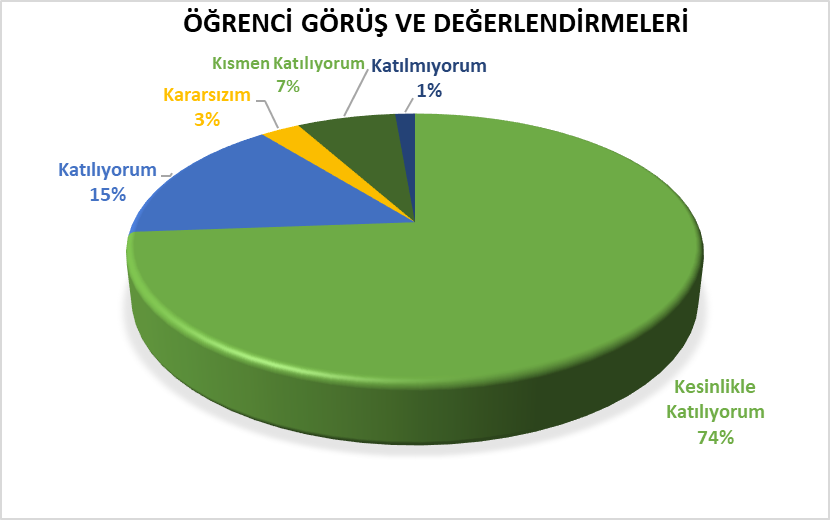 ÖĞRENCİ GÖRÜŞ VE DEĞERLENDİRMELERİ
Kısmen Katılıyorum
7%
Katılmıyorum
1%
Kararsızım
3%
Katılıyorum
15%
Kesinlikle
Katılıyorum
74%